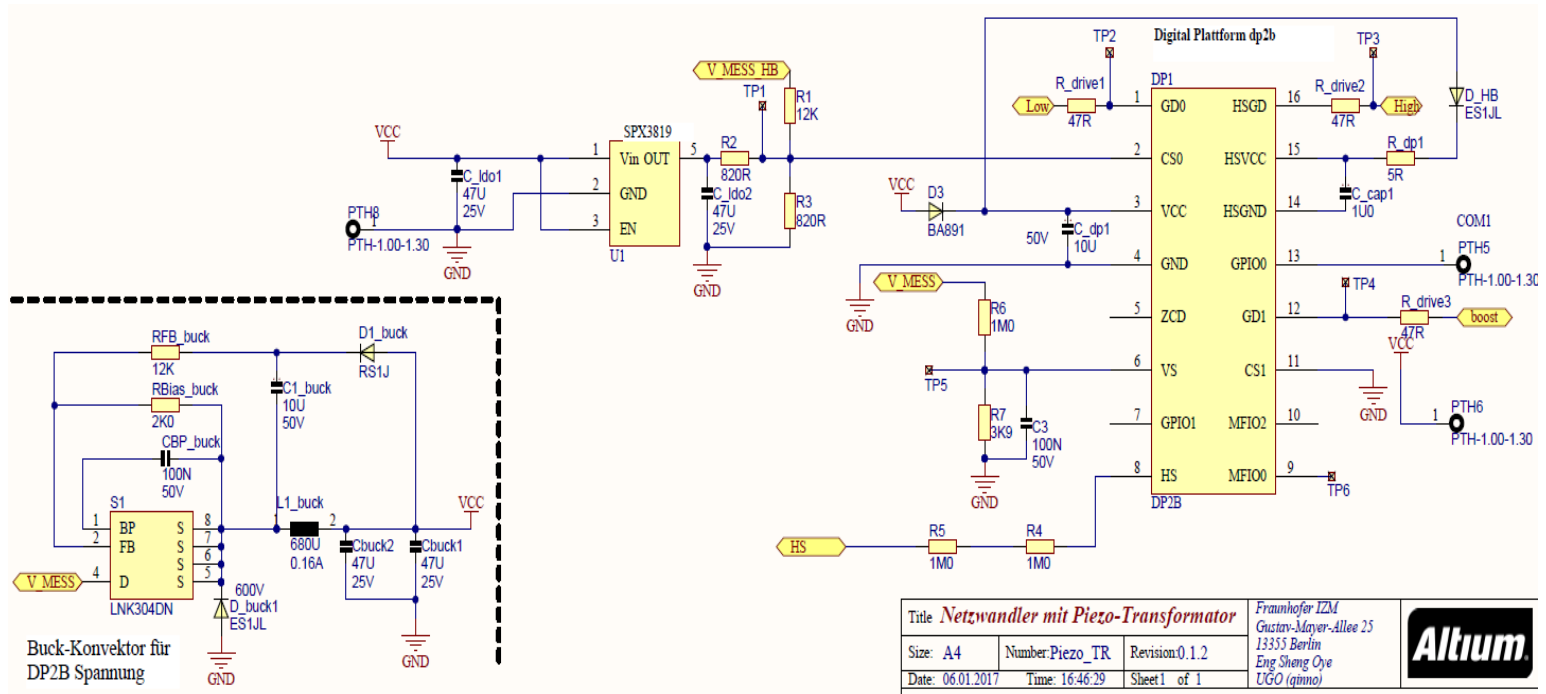 Digital Plattform dp2b
TP2
TP3
DP1
R_drive1
Low
47R
1
GD0
HSGD
16
R_drive2
47R
High
D_HB
ES1JL
V_MESS_HB
TP1
R1
12K
VCC
SPX3819
1
Vin OUT
5
R2
820R
2
CS0
HSVCC
15
R_dp1
5R
C_ldo1
47U
25V
2
GND
3
EN
U1
C_ldo2
47U
25V
R3
820R
PTH8
1
PTH-1.00-1.30
GND
GND
VCC
D3
BA891
50V
C_dp1
10U
3
VCC
HSGND
14
C_cap1
1U0
4
GND
GPIO0
13
COM1
1
PTH5
PTH-1.00-1.30
GND
V_MESS
R6
1M0
5
ZCD
GD1
12
TP4
R_drive3
47R
boost
TP5
6
VS
CS1
11
GND
VCC
R7
3K9
C3
100N
50V
GND
7
GPIO1
MFIO2
10
1
PTH6
PTH-1.00-1.30
8
HS
MFIO0
9
TP6
DP2B
HS
R5
1M0
R4
1M0
RFB_buck
12K
D1_buck
RS1J
RBias_buck
2K0
C1_buck
10U
50V
CBP_buck
100N
50V
S1
1
BP
S
8
2
FB
S
7
S
6
4
D
S
5
V_MESS
LNK304DN
L1_buck
1
2
680U
0.16A
VCC
Cbuck2
47U
25V
Cbuck1
47U
25V
GND
600V
D_buck1
ES1JL
GND
Buck-Konvektor für
DP2B Spannung
Title Netzwandler mit Piezo-Transformator
Size: A4
Number:Piezo_TR
Revision:0.1.2
Date: 06.01.2017
Time: 16:46:29
Sheet1 of 1
Fraunhofer IZM
Gustav-Mayer-Allee 25
13355 Berlin
Eng Sheng Oye
UGO (qinno)
Altium.